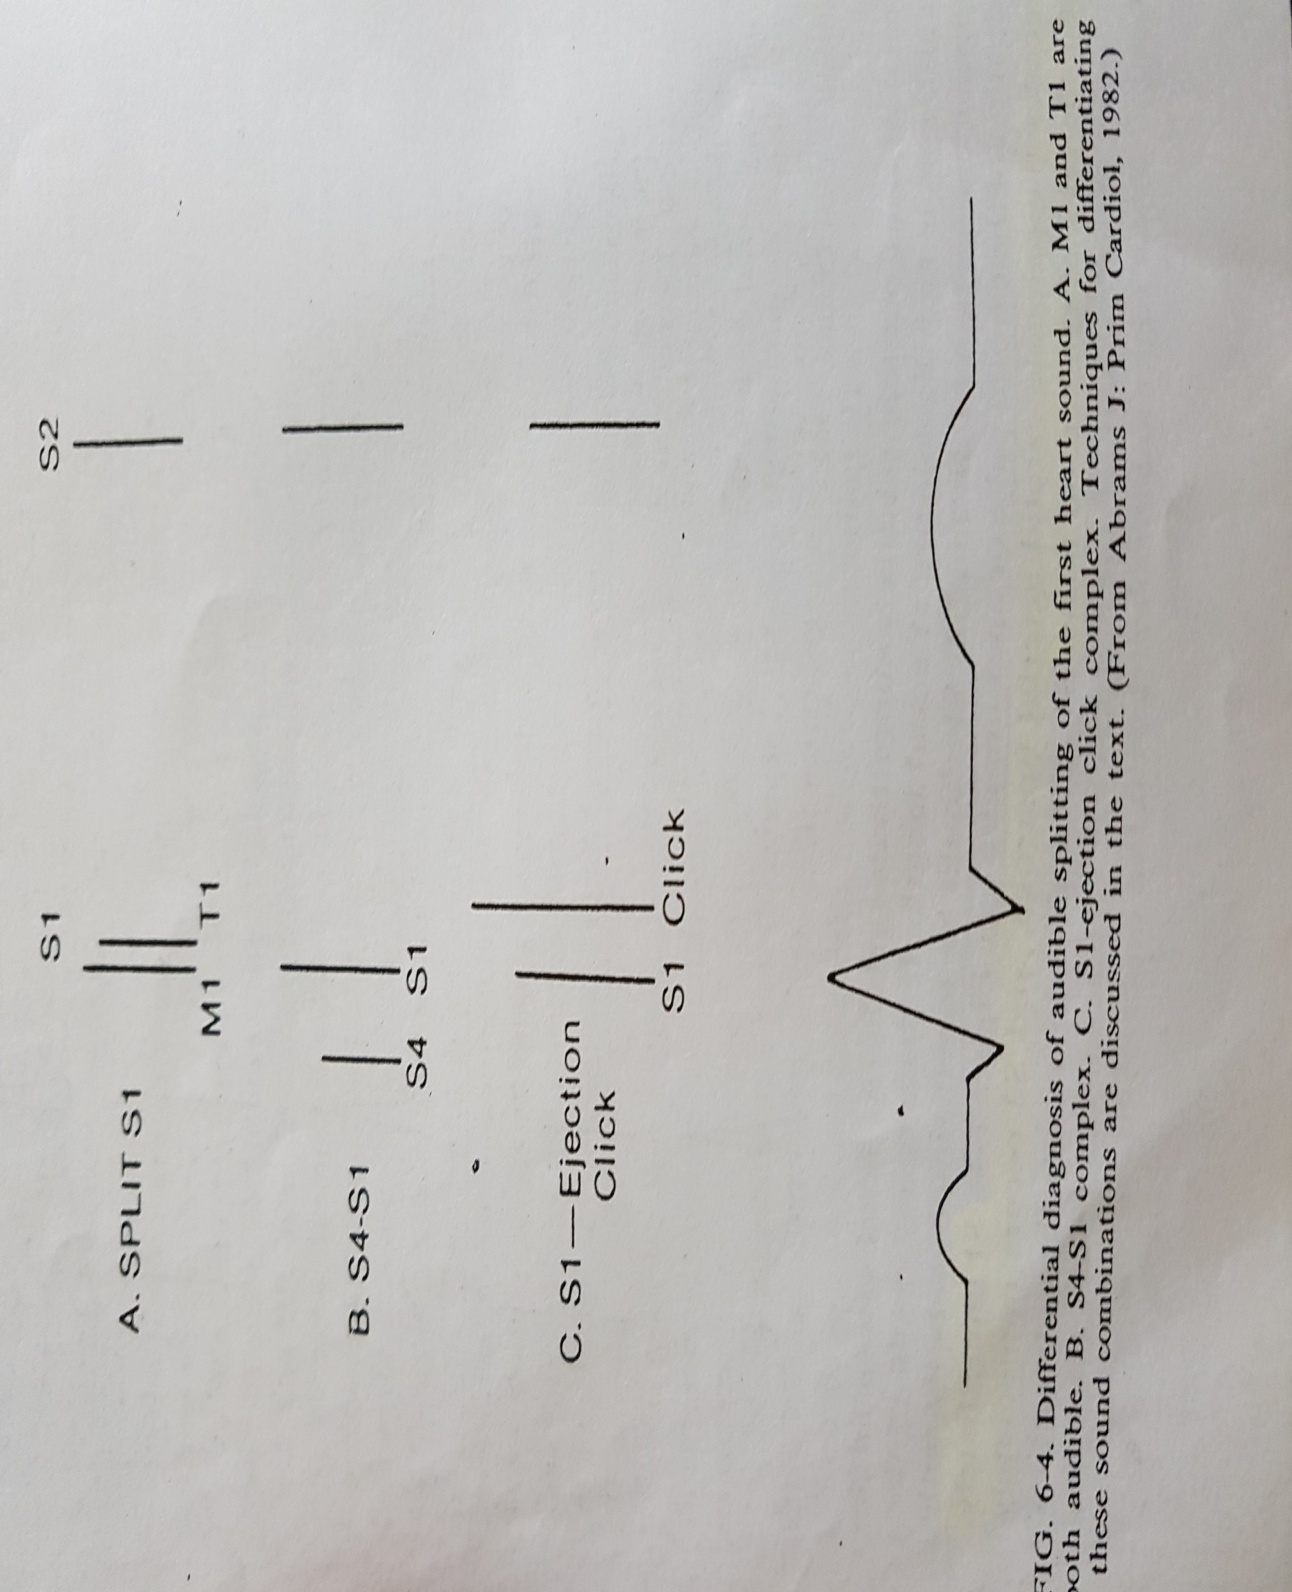 S1 S2
A. SPLIT S1
M1 T1
B. S4-S1
S4 S1
C. S1—Ejection
Click
S1 Click
FIG. 6-4. Differential diagnosis of audible splitting of the first heart sound. A. M1 and T1 are
both audible. B. S4-S1 complex. C. S1-ejection click complex. Techniques for differentiating
these sound combinations are discussed in the text. (From Abrams J: Prim Cardiol, 1982.)